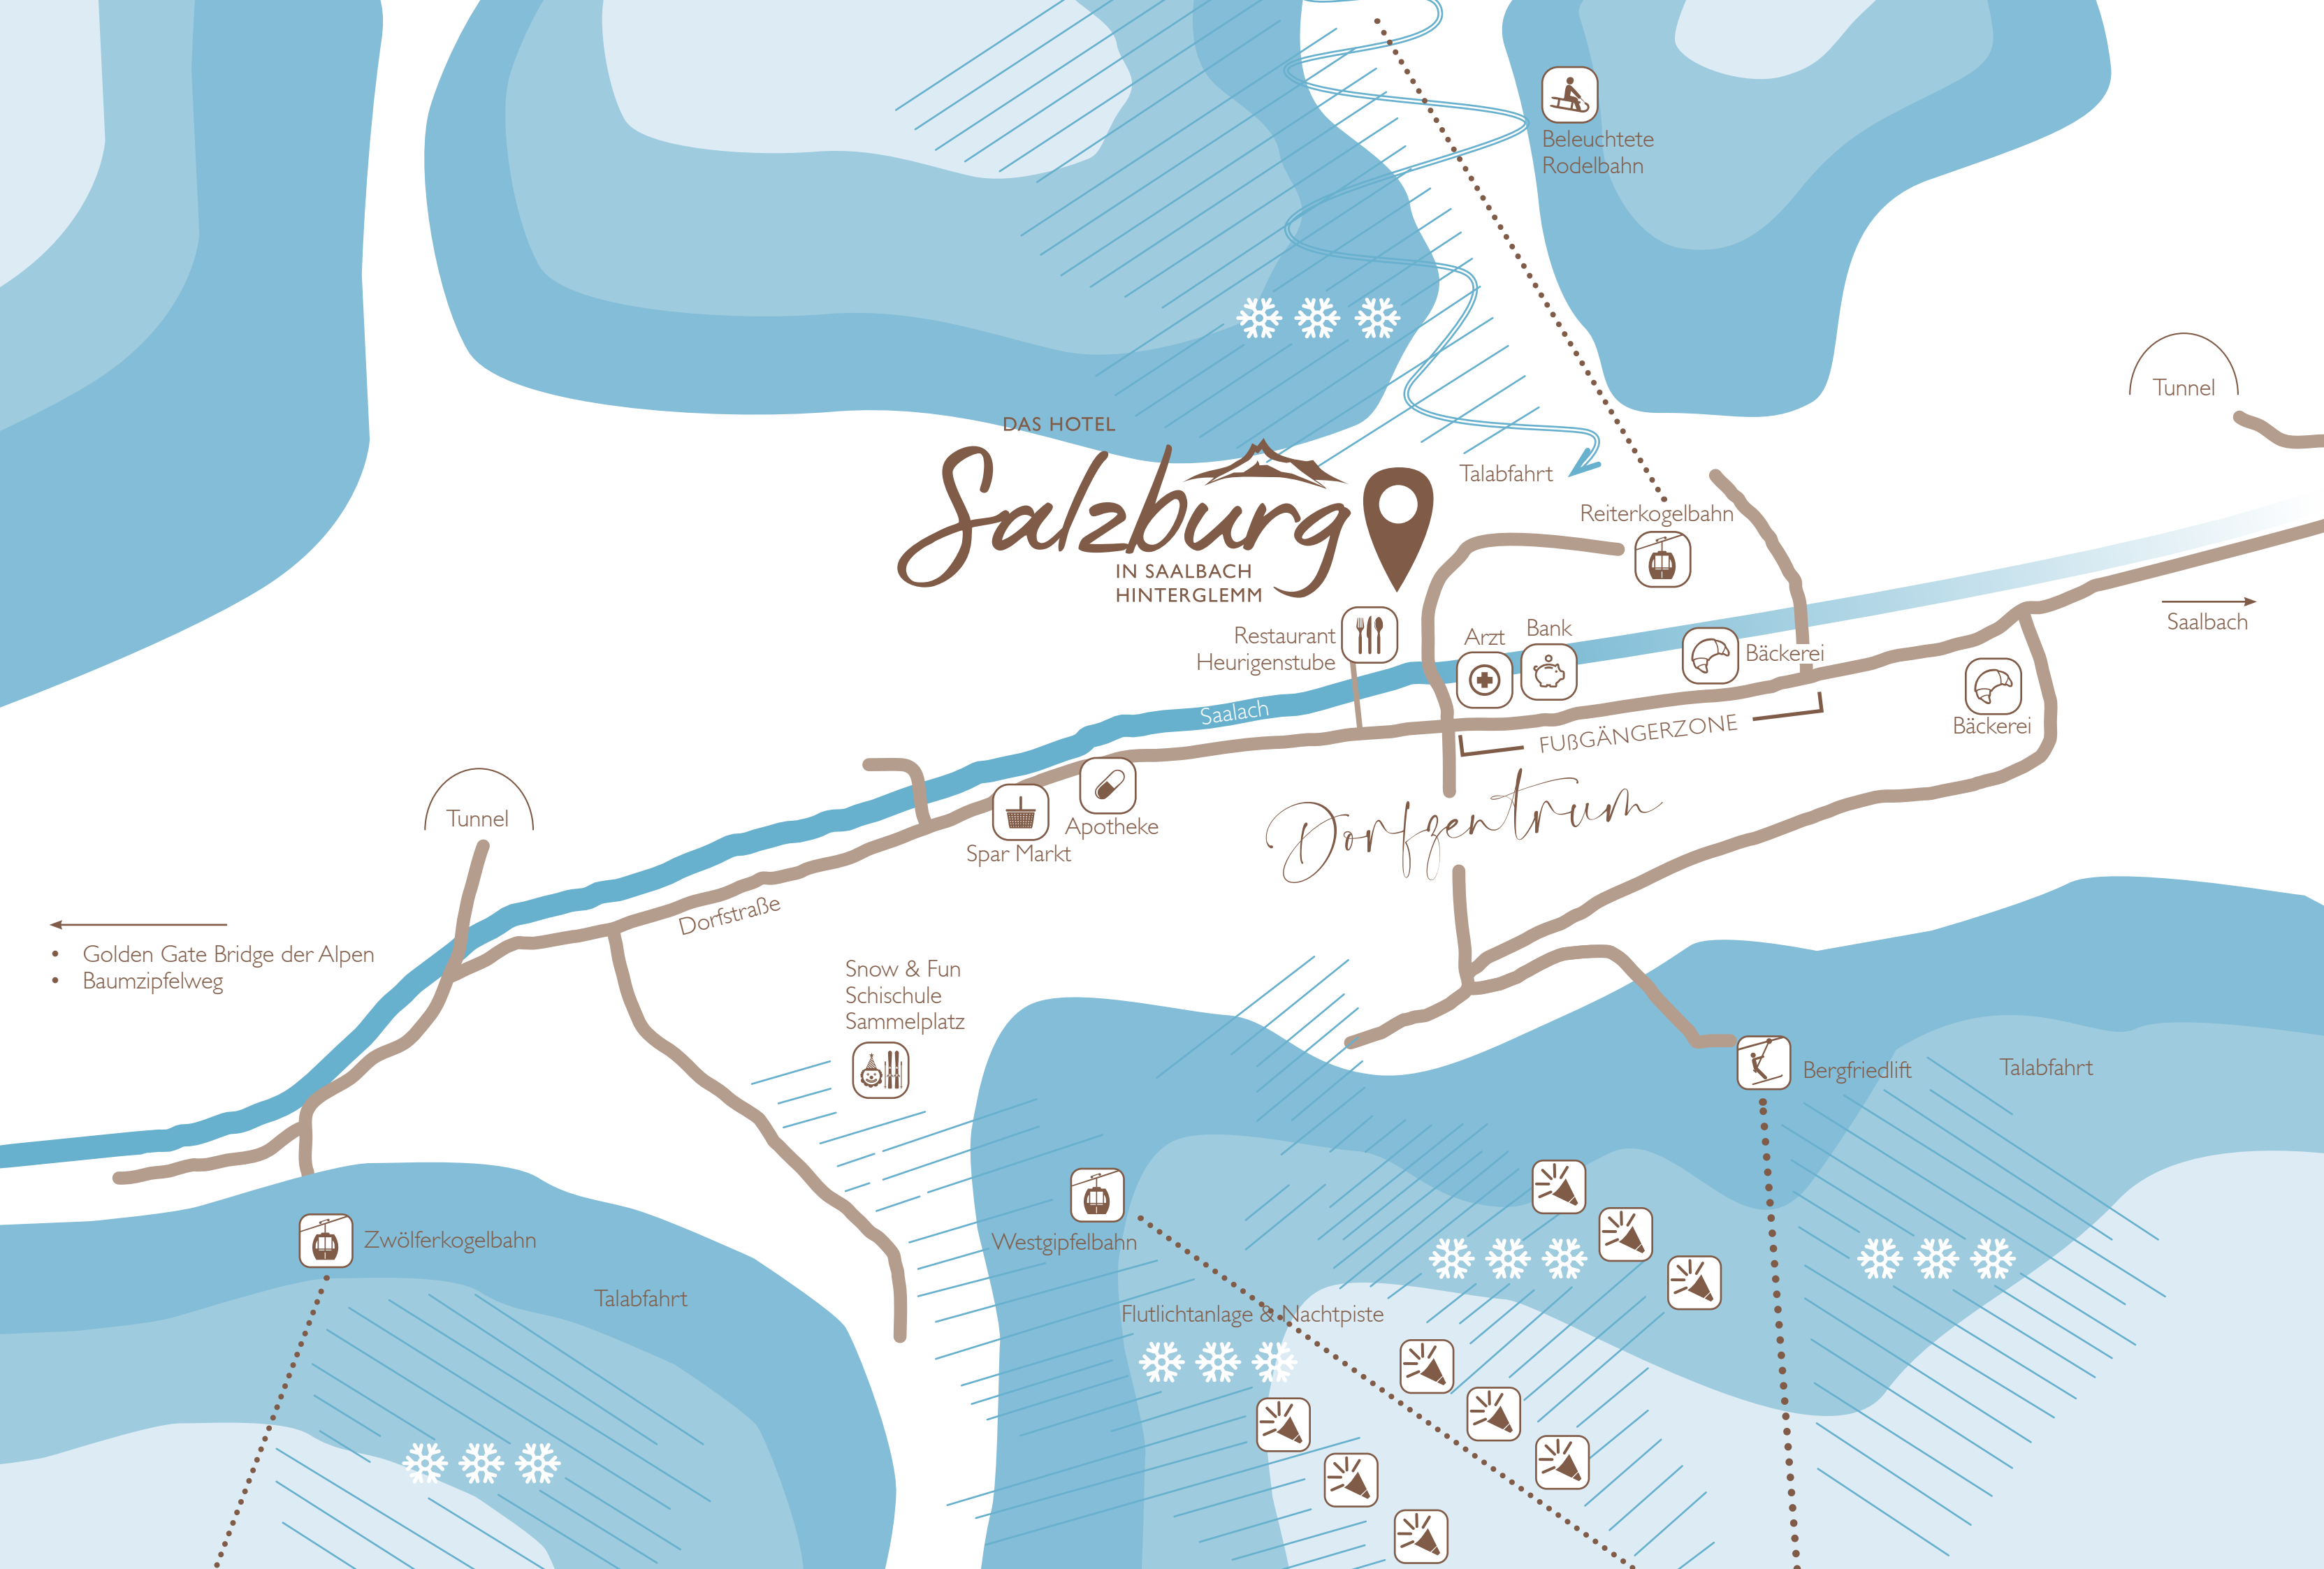 Beleuchtete
Rodelbahn
Tunnel
DAS HOTEL
Salzburg
IN SAALBACH
HINTERGLEMM
Talabfahrt
Reiterkogelbahn
Saalbach
Restaurant
Heurigenstube
Arzt
Bank
Bäckerei
Bäckerei
Saalach
FUßGÄNGERZONE
Dorfzentrum
Tunnel
Apotheke
Spar Markt
Dorfstraße
• Golden Gate Bridge der Alpen
• Baumzipfelweg
Snow & Fun
Schischule
Sammelplatz
Bergfriedlift
Talabfahrt
Zwölferkogelbahn
Westgipfelbahn
Talabfahrt
Flutlichtanlage & Nachtpiste